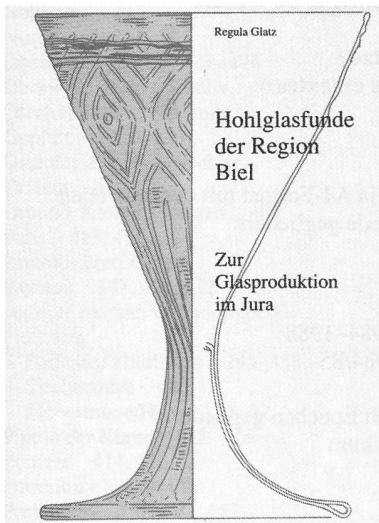 Regula Glatz
Hohlglasfunde
der Region
Biel
Zur
Glasproduktion
im Jura